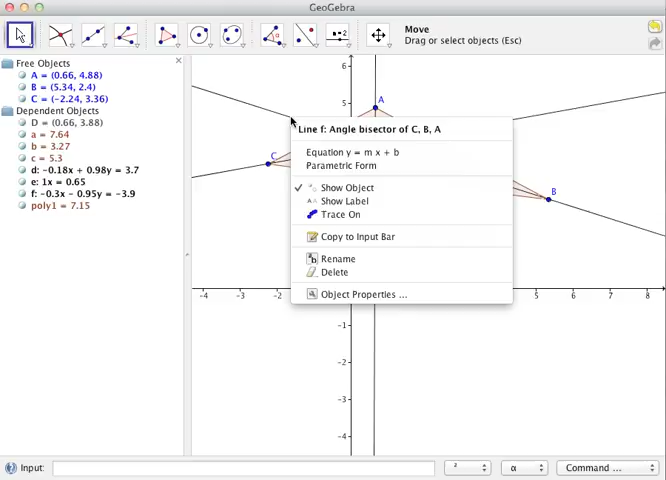 GeoGebra
Move
Drag or select objects (Esc)
a=2
Free Objects
A = (0.66, 4.88)
B = (5.34, 2.4)
C = (-2.24, 3.36)
Dependent Objects
D = (0.66, 3.88)
a = 7.64
b = 3.27
c = 5.3
d: -0.18x + 0.98y = 3.7
e: 1x = 0.65
f: -0.3x - 0.95y = -3.9
poly1 = 7.15
6
5
A
C
B
Line f: Angle bisector of C, B, A
Equation y = m x + b
Parametric Form
Show Object
AA Show Label
Trace On
Copy to Input Bar
Rename
Delete
Object Properties ...
-4 -3 -2 5 6 7 8
-1
-2
-3
-4
Input:
²
α
Command ...